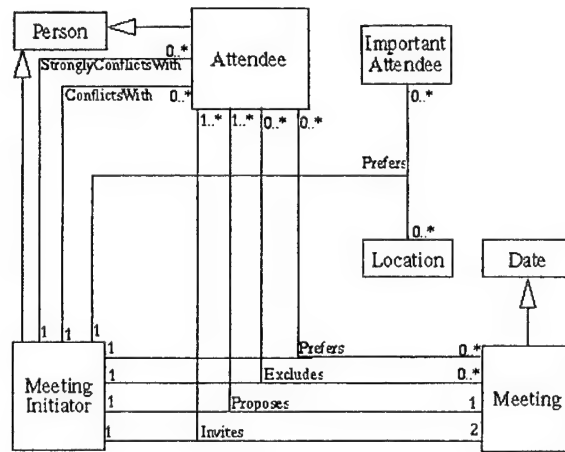 Person
0..*
StronglyConflictsWith
Attendee
Important
Attendee
ConflictsWith
0..*
1..*
1..*
0..*
0..*
0..*
Prefers
0..*
Location
Date
1
1
1
1
Prefers
0..*
Meeting
Initiator
1
Excludes
0..*
Meeting
1
Proposes
1
1
Invites
2